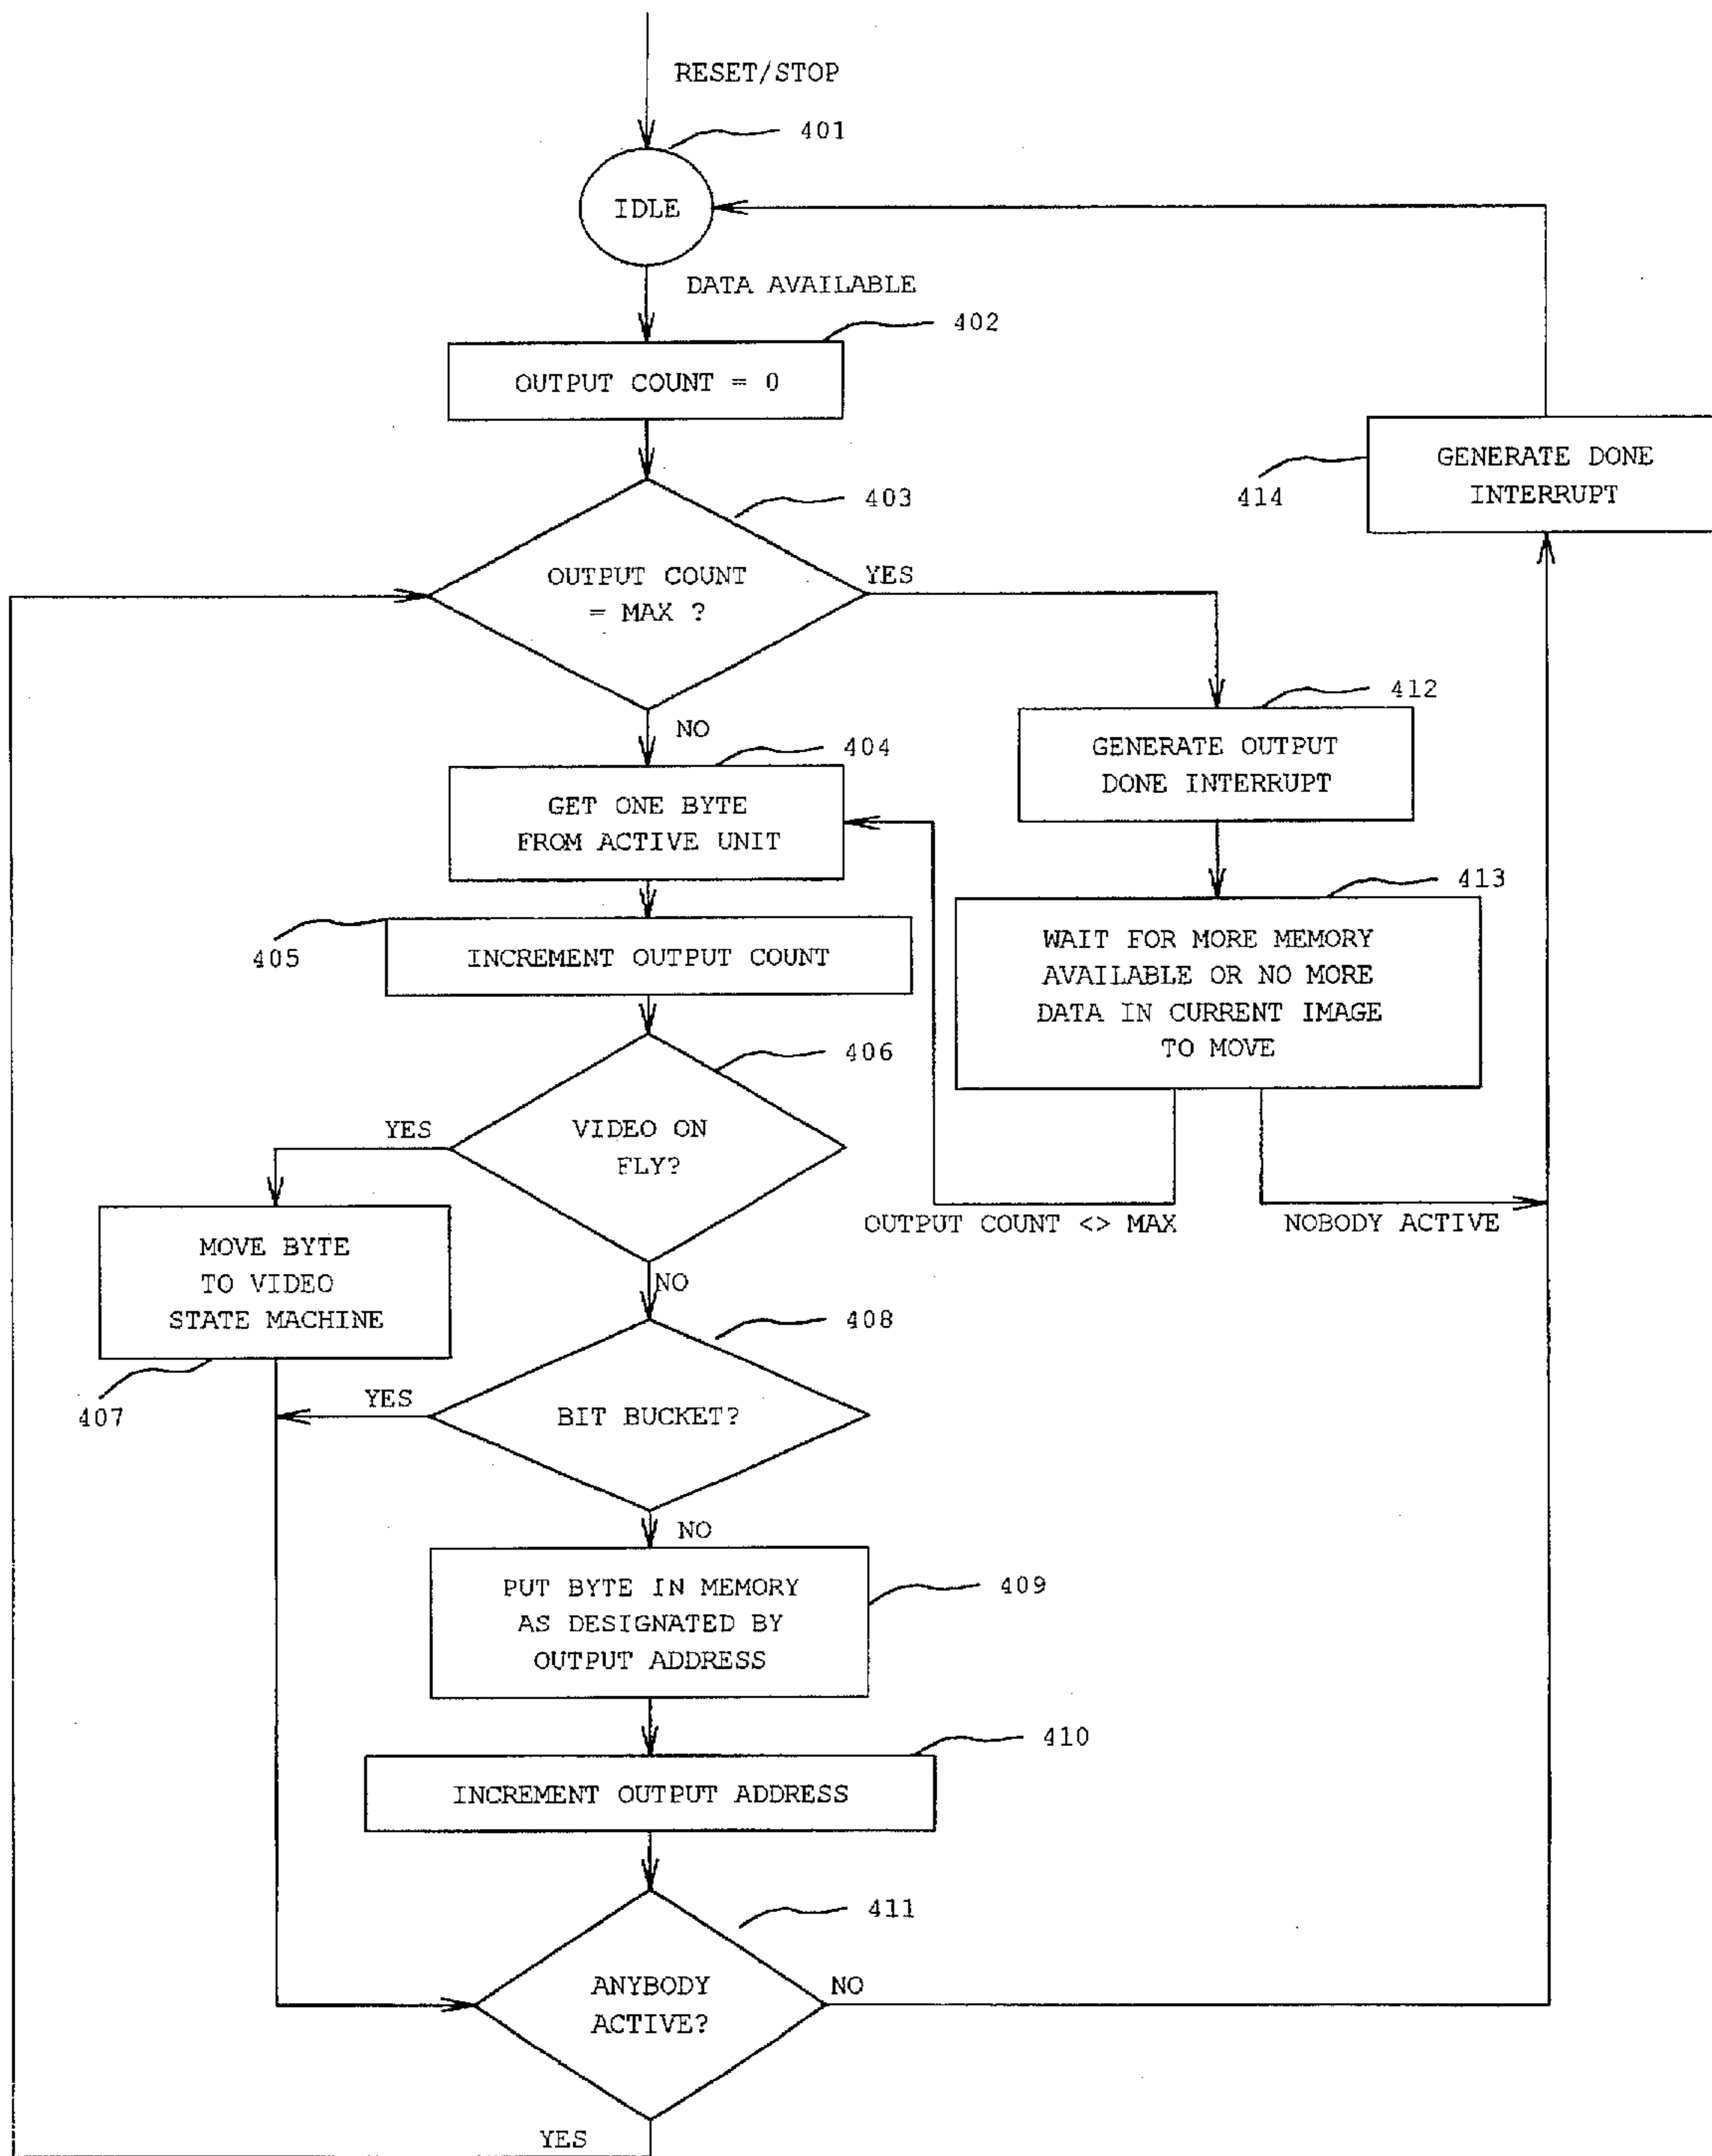 RESET/STOP
401
IDLE
DATA AVAILABLE
402
OUTPUT COUNT = 0
403
OUTPUT COUNT
= MAX ?
YES
NO
GENERATE DONE
INTERRUPT
414
412
GENERATE OUTPUT
DONE INTERRUPT
404
GET ONE BYTE
FROM ACTIVE UNIT
413
WAIT FOR MORE MEMORY
AVAILABLE OR NO MORE
DATA IN CURRENT IMAGE
TO MOVE
405
INCREMENT OUTPUT COUNT
406
VIDEO ON
FLY?
YES
NO
OUTPUT COUNT <> MAX
NOBODY ACTIVE
MOVE BYTE
TO VIDEO
STATE MACHINE
407
408
BIT BUCKET?
YES
NO
PUT BYTE IN MEMORY
AS DESIGNATED BY
OUTPUT ADDRESS
409
410
INCREMENT OUTPUT ADDRESS
411
ANYBODY
ACTIVE?
NO
YES